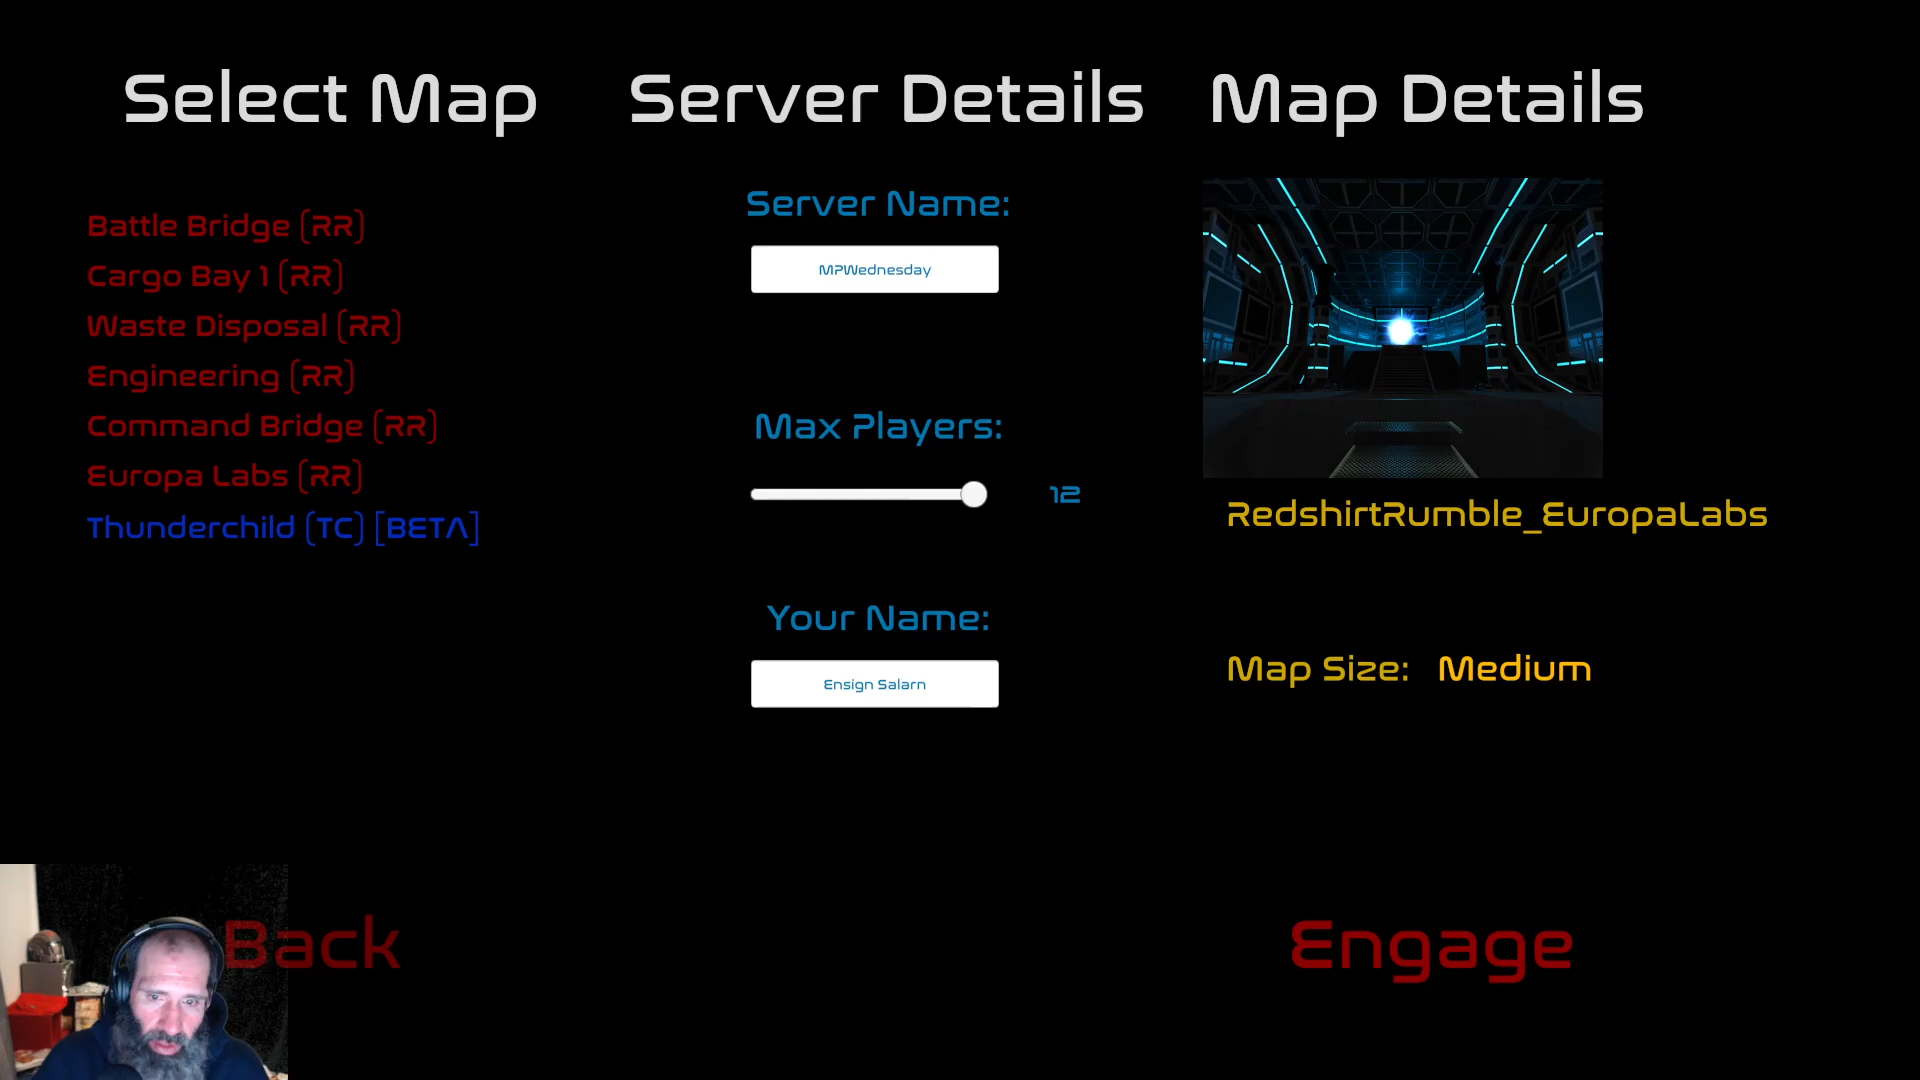 Select Map
Battle Bridge (RR)
Cargo Bay 1 (RR)
Waste Disposal (RR)
Engineering (RR)
Command Bridge (RR)
Europa Labs (RR)
Thunderchild (TC) [BETA]
Server Details
Server Name:
MPWednesday
Max Players:
12
Your Name:
Ensign Salarn
Map Details
RedshirtRumble_EuropaLabs
Map Size: Medium
Back
Engage